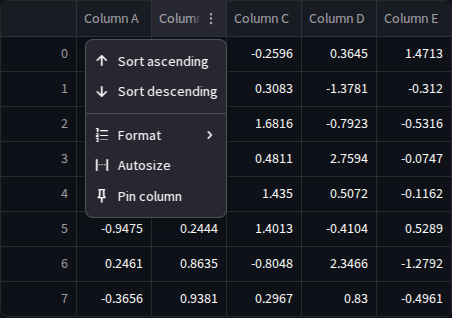 Column A Colum Column C Column D Column E
0 -0.2596 0.3645 1.4713
Sort ascending
1 0.3083 -1.3781 -0.312
Sort descending
2 1.6816 -0.7923 -0.5316
Format
3 0.4811 2.7594 -0.0747
Autosize
4 1.435 0.5072 -0.1162
Pin column
5 -0.9475 0.2444 1.4013 -0.4104 0.5289
6 0.2461 0.8635 -0.8048 2.3466 -1.2792
7 -0.3656 0.9381 0.2967 0.83 -0.4961